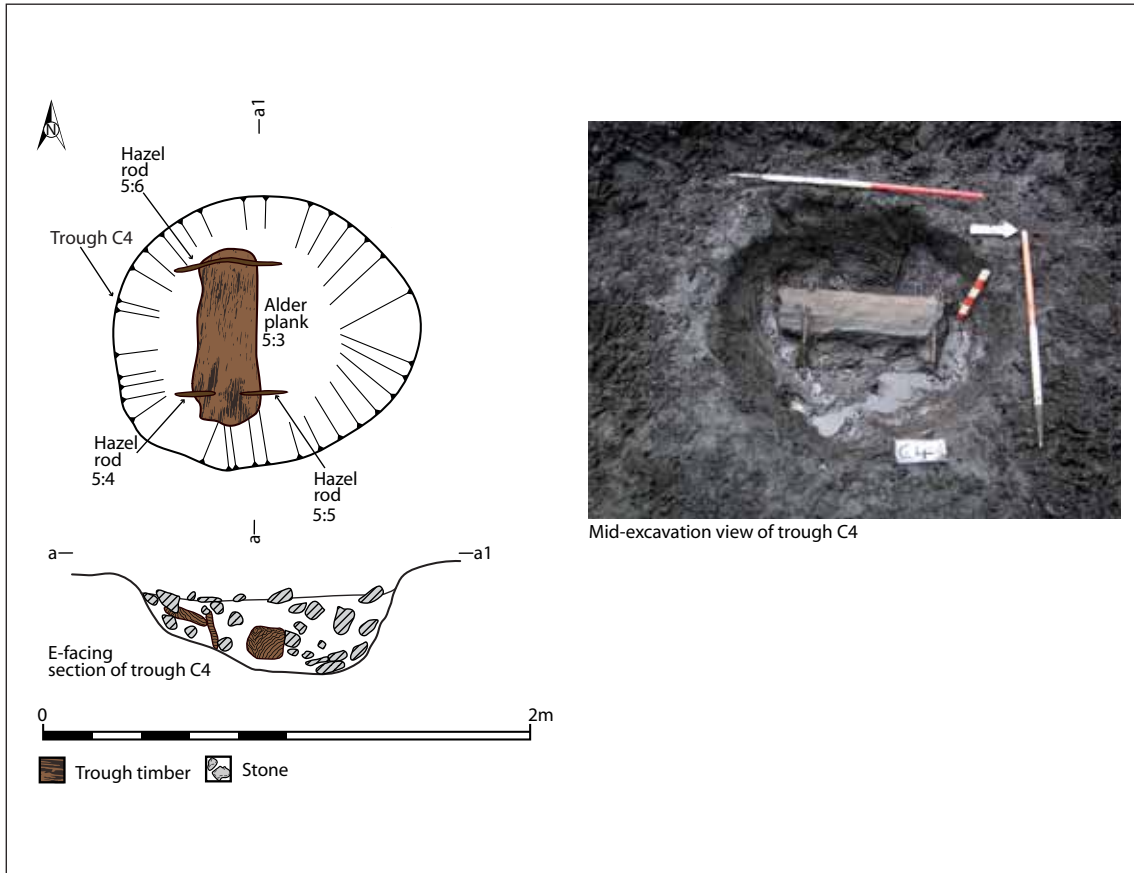 N
a1
Hazel
rod
5:6
Trough C4
Alder
plank
5:3
Hazel
rod
5:4
Hazel
rod
5:5
a
a
a1
E-facing
section of trough C4
0
2m
Trough timber
Stone
C4
Mid-excavation view of trough C4